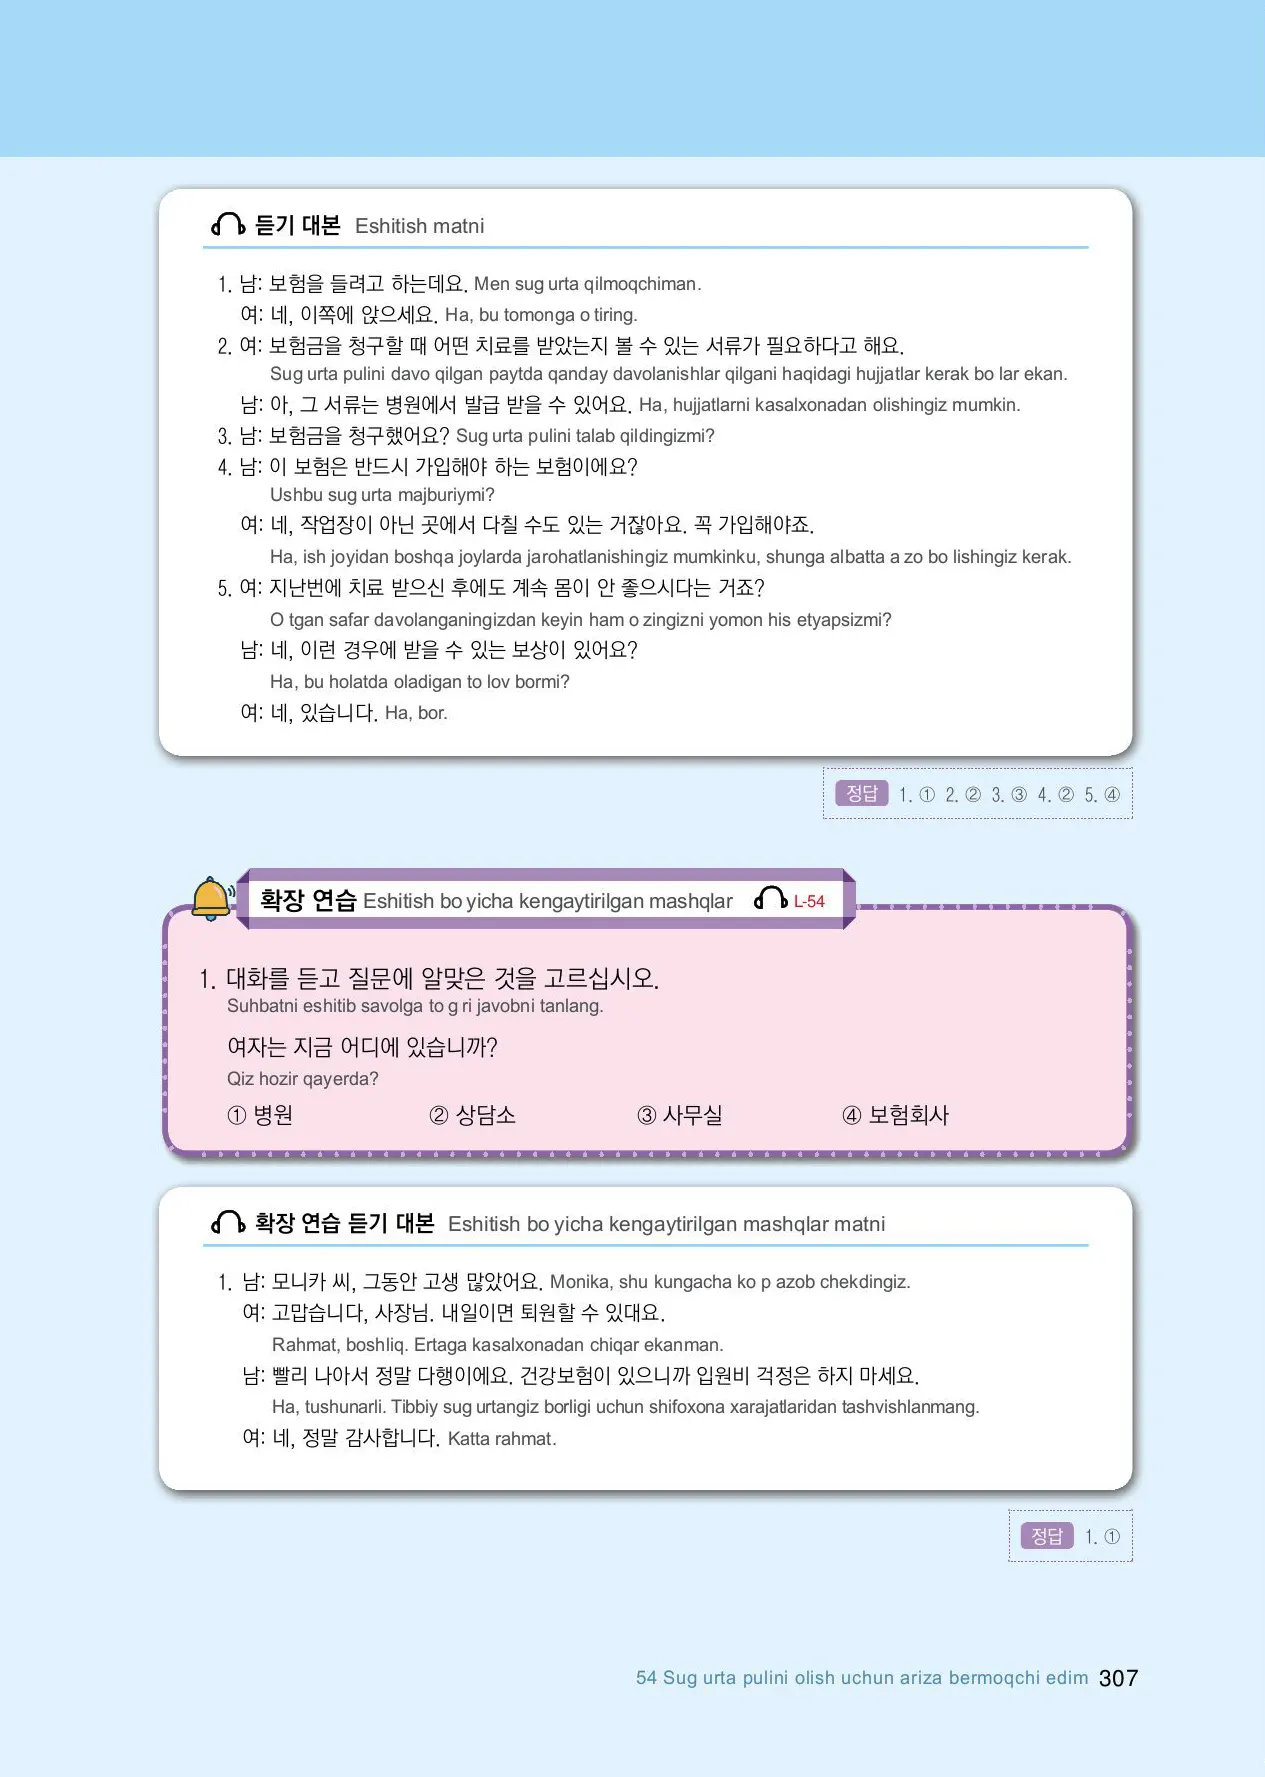 듣기 대본 Eshitish matni
1. 남: 보험을 들려고 하는데요. Men sug urta qilmoqchiman.
여: 네, 이쪽에 앉으세요. Ha, bu tomonga o tiring.
2. 여: 보험금을 청구할 때 어떤 치료를 받았는지 볼 수 있는 서류가 필요하다고 해요.
Sug urta pulini davo qilgan paytda qanday davolanishlar qilgani haqidagi hujjatlar kerak bo lar ekan.
남: 아, 그 서류는 병원에서 발급 받을 수 있어요. Ha, hujjatlarni kasalxonadan olishingiz mumkin.
3. 남: 보험금을 청구했어요? Sug urta pulini talab qildingizmi?
4. 남: 이 보험은 반드시 가입해야 하는 보험이에요?
Ushbu sug urta majburiymi?
여: 네, 작업장이 아닌 곳에서 다칠 수도 있는 거잖아요. 꼭 가입해야죠.
Ha, ish joyidan boshqa joylarda jarohatlanishingiz mumkinku, shunga albatta a zo bo lishingiz kerak.
5. 여: 지난번에 치료 받으신 후에도 계속 몸이 안 좋으시다는 거죠?
O tgan safar davolanganingizdan keyin ham o zingizni yomon his etyapsizmi?
남: 네, 이런 경우에 받을 수 있는 보상이 있어요?
Ha, bu holatda oladigan to lov bormi?
여: 네, 있습니다. Ha, bor.
정답 1. ① 2. ② 3. ③ 4. ② 5. ④
확장 연습 Eshitish bo yicha kengaytirilgan mashqlar L-54
1. 대화를 듣고 질문에 알맞은 것을 고르십시오.
Suhbatni eshitib savolga to g ri javobni tanlang.
여자는 지금 어디에 있습니까?
Qiz hozir qayerda?
① 병원 ② 상담소 ③ 사무실 ④ 보험회사
확장 연습 듣기 대본 Eshitish bo yicha kengaytirilgan mashqlar matni
1. 남: 모니카 씨, 그동안 고생 많았어요. Monika, shu kungacha ko p azob chekdingiz.
여: 고맙습니다, 사장님. 내일이면 퇴원할 수 있대요.
Rahmat, boshliq. Ertaga kasalxonadan chiqar ekanman.
남: 빨리 나아서 정말 다행이에요. 건강보험이 있으니까 입원비 걱정은 하지 마세요.
Ha, tushunarli. Tibbiy sug urtangiz borligi uchun shifoxona xarajatlaridan tashvishlanmang.
여: 네, 정말 감사합니다. Katta rahmat.
정답 1. ①
54 Sug urta pulini olish uchun ariza bermoqchi edim 307